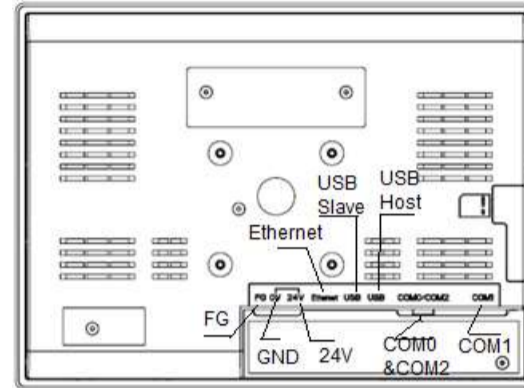 USB
Slave
USB
Host
Ethernet
FG 0V 24V Ethernet USB USB COM0/COM2 COM1
FG
GND
24V
COM0
&COM2
COM1